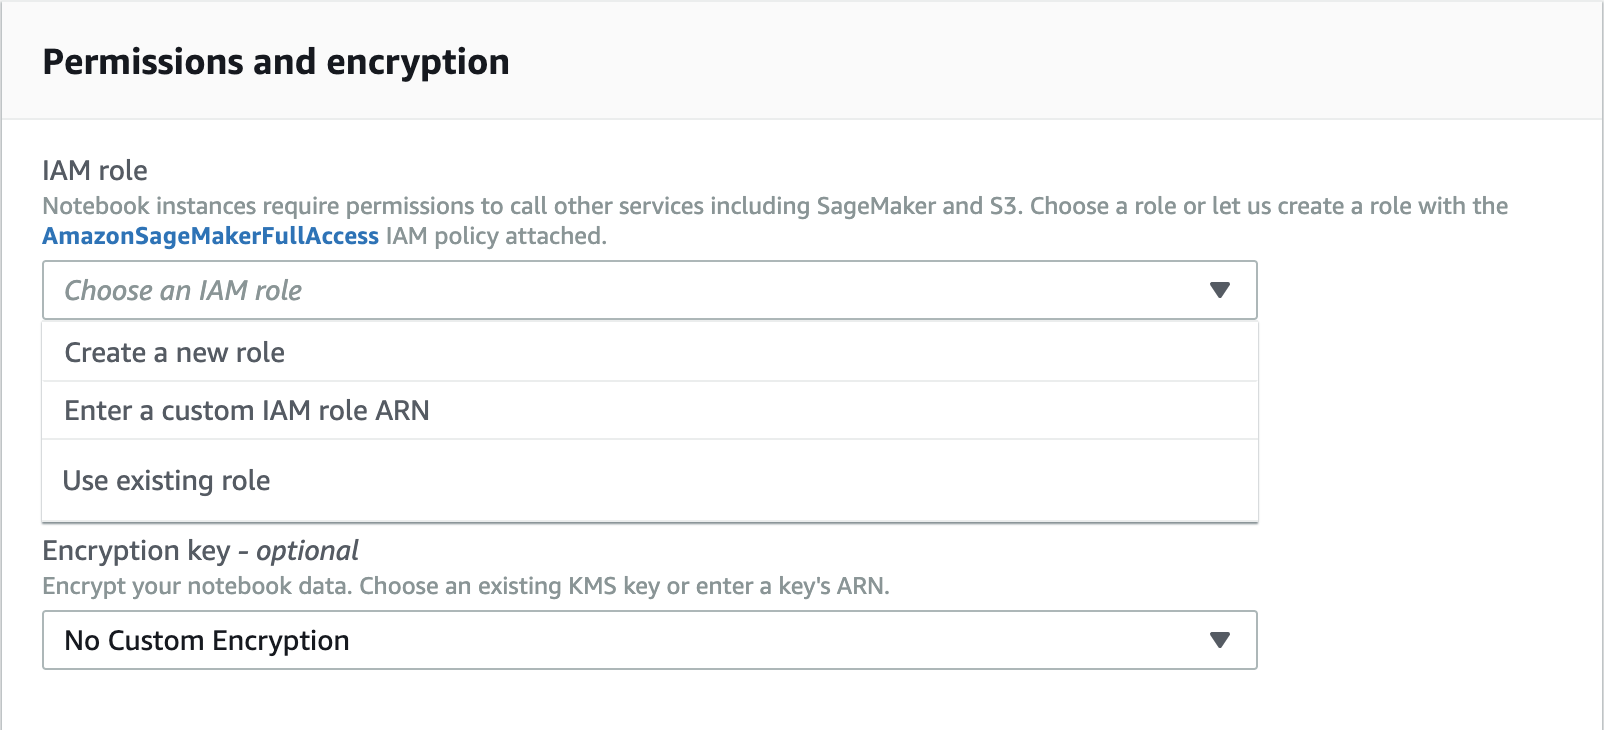 Permissions and encryption
IAM role
Notebook instances require permissions to call other services including SageMaker and S3. Choose a role or let us create a role with the
AmazonSageMakerFullAccess IAM policy attached.
Choose an IAM role
Create a new role
Enter a custom IAM role ARN
Use existing role
Encryption key - optional
Encrypt your notebook data. Choose an existing KMS key or enter a key's ARN.
No Custom Encryption